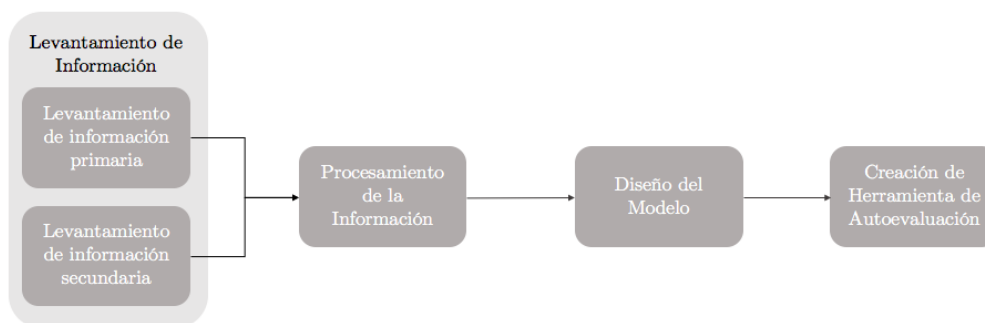 Levantamiento de
Información
Levantamiento
de información
primaria
Levantamiento
de información
secundaria
Procesamiento
de la
Información
Diseño del
Modelo
Creación de
Herramienta de
Autoevaluación